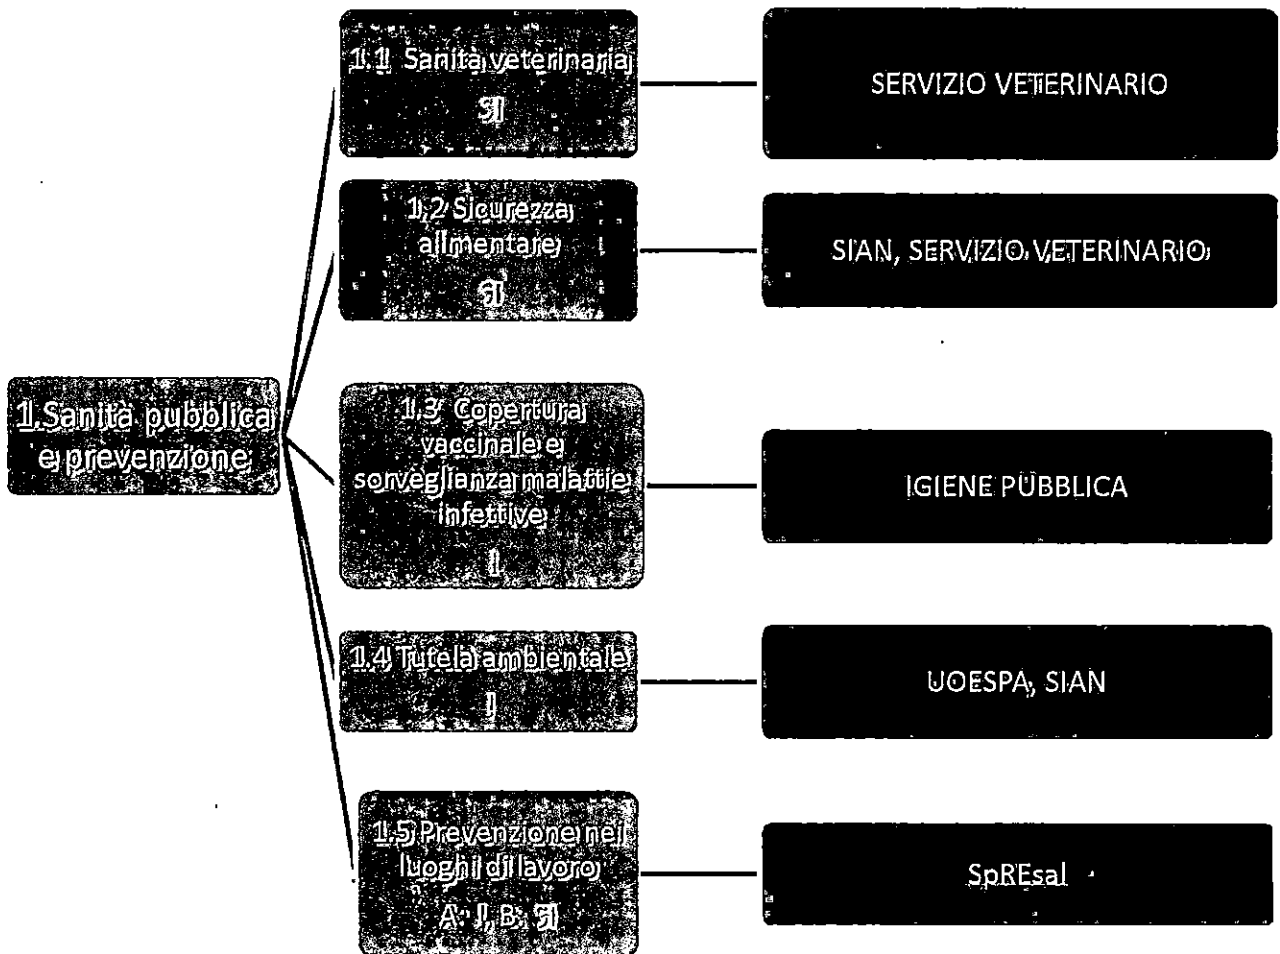 1.Sanità pubblica
e prevenzione
1.1 Sanità veterinaria
SI
SERVIZIO VETERINARIO
1.2 Sicurezza
alimentare
SI
SIAN, SERVIZIO VETERINARIO
1.3 Copertura
vaccinale e
sorveglianza malattie
infettive
I
IGIENE PUBBLICA
1.4 Tutela ambientale
I
UOESPA, SIAN
1.5 Prevenzione nei
luoghi di lavoro
A: I, B: SI
SpREsal